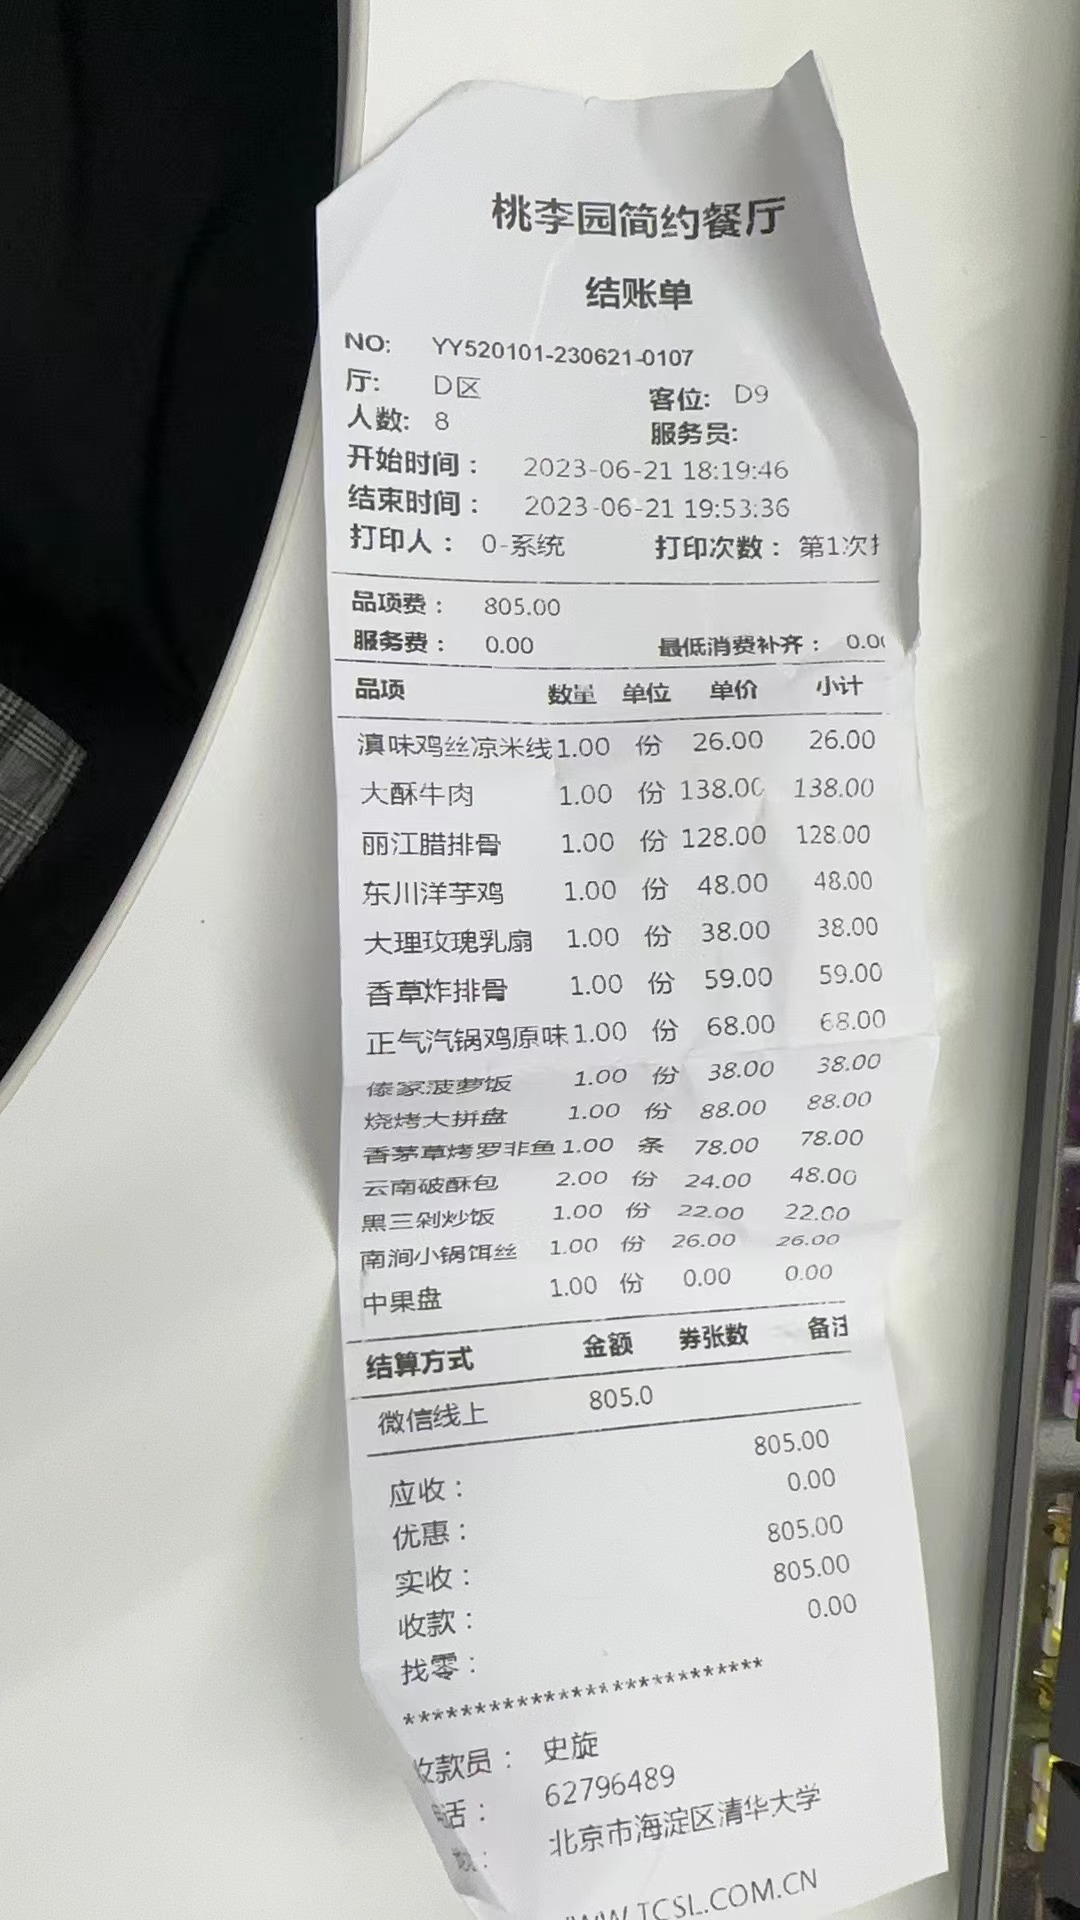 桃李园简约餐厅
结账单
NO: YY520101-230621-0107
厅: D区 客位: D9
人数: 8 服务员:
开始时间: 2023-06-21 18:19:46
结束时间: 2023-06-21 19:53:36
打印人: 0-系统 打印次数: 第1次
品项费: 805.00
服务费: 0.00 最低消费补齐: 0.0
品项 数量 单位 单价 小计
滇味鸡丝凉米线 1.00 份 26.00 26.00
大酥牛肉 1.00 份 138.00 138.00
丽江腊排骨 1.00 份 128.00 128.00
东川洋芋鸡 1.00 份 48.00 48.00
大理玫瑰乳扇 1.00 份 38.00 38.00
香草炸排骨 1.00 份 59.00 59.00
正气汽锅鸡原味 1.00 份 68.00 68.00
傣家菠萝饭 1.00 份 38.00 38.00
烧烤大拼盘 1.00 份 88.00 88.00
香茅草烤罗非鱼 1.00 条 78.00 78.00
云南破酥包 2.00 份 24.00 48.00
黑三剁炒饭 1.00 份 22.00 22.00
南涧小锅饵丝 1.00 份 26.00 26.00
中果盘 1.00 份 0.00 0.00
结算方式 金额 券张数 备注
微信线上 805.0
应收: 805.00
优惠: 0.00
实收: 805.00
收款: 805.00
找零: 0.00
***************************
收款员: 史旋
话: 62796489
北京市海淀区清华大学
WWW.TCSL.COM.CN